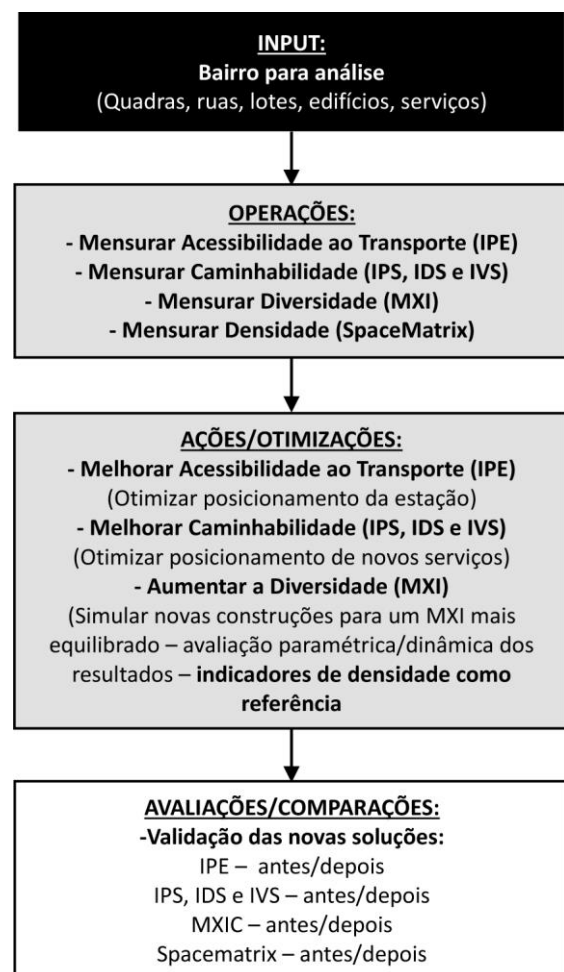 INPUT:
Bairro para análise
(Quadras, ruas, lotes, edifícios, serviços)
OPERAÇÕES:
- Mensurar Acessibilidade ao Transporte (IPE)
- Mensurar Caminhabilidade (IPS, IDS e IVS)
- Mensurar Diversidade (MXI)
- Mensurar Densidade (SpaceMatrix)
AÇÕES/OTIMIZAÇÕES:
- Melhorar Acessibilidade ao Transporte (IPE)
(Otimizar posicionamento da estação)
- Melhorar Caminhabilidade (IPS, IDS e IVS)
(Otimizar posicionamento de novos serviços)
- Aumentar a Diversidade (MXI)
(Simular novas construções para um MXI mais
equilibrado – avaliação paramétrica/dinâmica dos
resultados – indicadores de densidade como
referência
AVALIAÇÕES/COMPARAÇÕES:
-Validação das novas soluções:
IPE – antes/depois
IPS, IDS e IVS – antes/depois
MXIC – antes/depois
Spacematrix – antes/depois